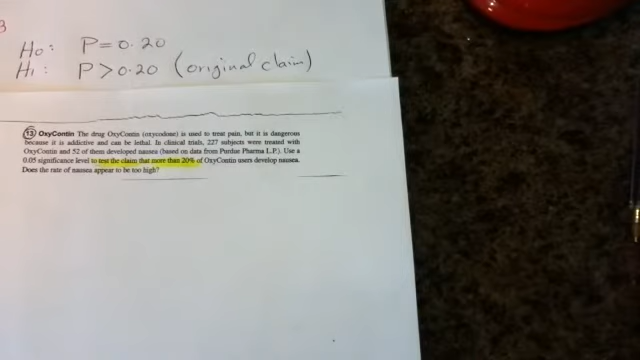 3
Ho: P=0.20
H1: P>0.20 (original claim)
13 OxyContin The drug OxyContin (oxycodone) is used to treat pain, but it is dangerous
because it is addictive and can be lethal. In clinical trials, 227 subjects were treated with
OxyContin and 52 of them developed nausea (based on data from Purdue Pharma L.P.). Use a
0.05 significance level to test the claim that more than 20% of OxyContin users develop nausea.
Does the rate of nausea appear to be too high?